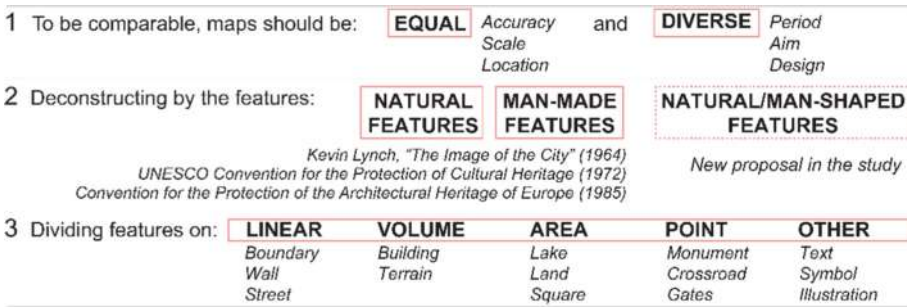 1 To be comparable, maps should be: EQUAL Accuracy and DIVERSE Period
Scale Aim
Location Design
2 Deconstructing by the features: NATURAL MAN-MADE NATURAL/MAN-SHAPED
FEATURES FEATURES FEATURES
Kevin Lynch, "The Image of the City" (1964)
UNESCO Convention for the Protection of Cultural Heritage (1972) New proposal in the study
Convention for the Protection of the Architectural Heritage of Europe (1985)
3 Dividing features on: LINEAR VOLUME AREA POINT OTHER
Boundary Building Lake Monument Text
Wall Terrain Land Crossroad Symbol
Street Square Gates Illustration